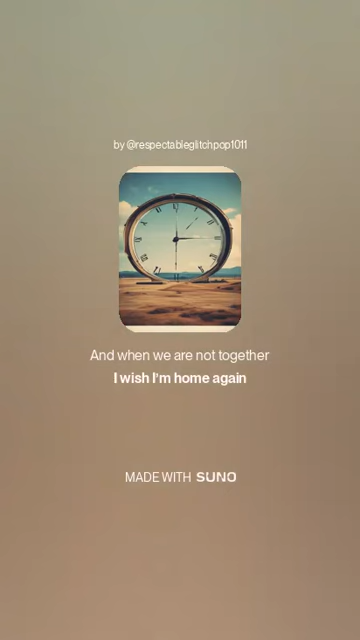 by @respectableglitchpop1011
And when we are not together
I wish I'm home again
MADE WITH SUNO